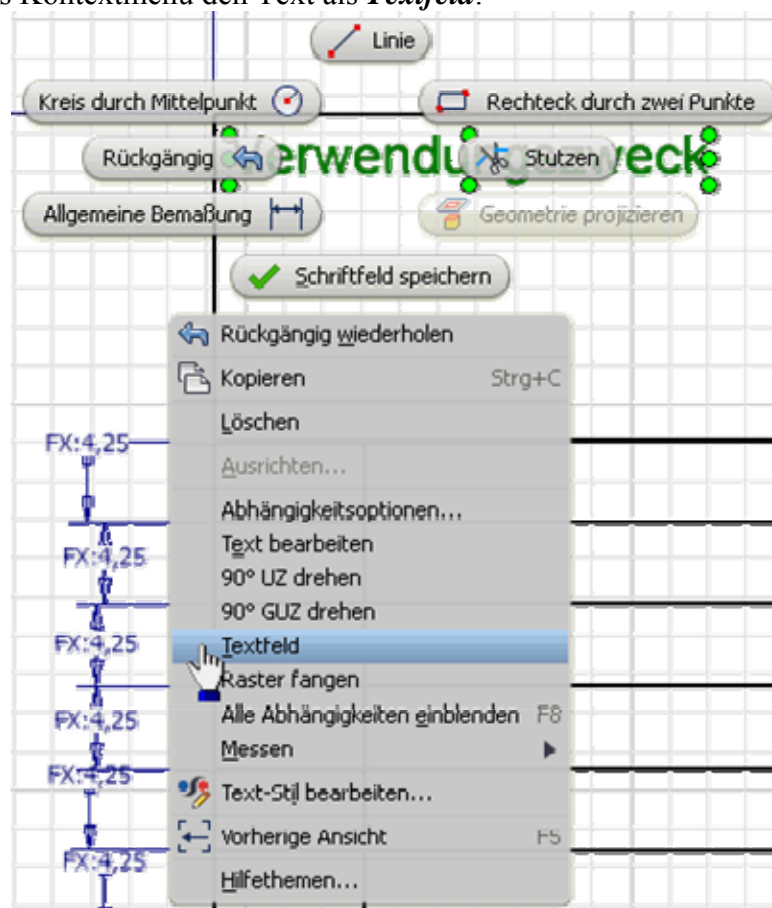 s Kontextmenü den Text als Textfeld.
Linie
Kreis durch Mittelpunkt
Rechteck durch zwei Punkte
Verwendungszweck
Rückgängig
Stutzen
Allgemeine Bemaßung
Geometrie projizieren
Schriftfeld speichern
Rückgängig wiederholen
Kopieren Strg+C
Löschen
FX:4,25
Ausrichten...
Abhängigkeitsoptionen...
Text bearbeiten
FX:4,25
90° UZ drehen
90° GUZ drehen
FX:4,25
Textfeld
Raster fangen
FX:4,25
Alle Abhängigkeiten einblenden F8
Messen
FX:4,25
Text-Stil bearbeiten...
Vorherige Ansicht F5
FX:4,25
Hilfethemen...